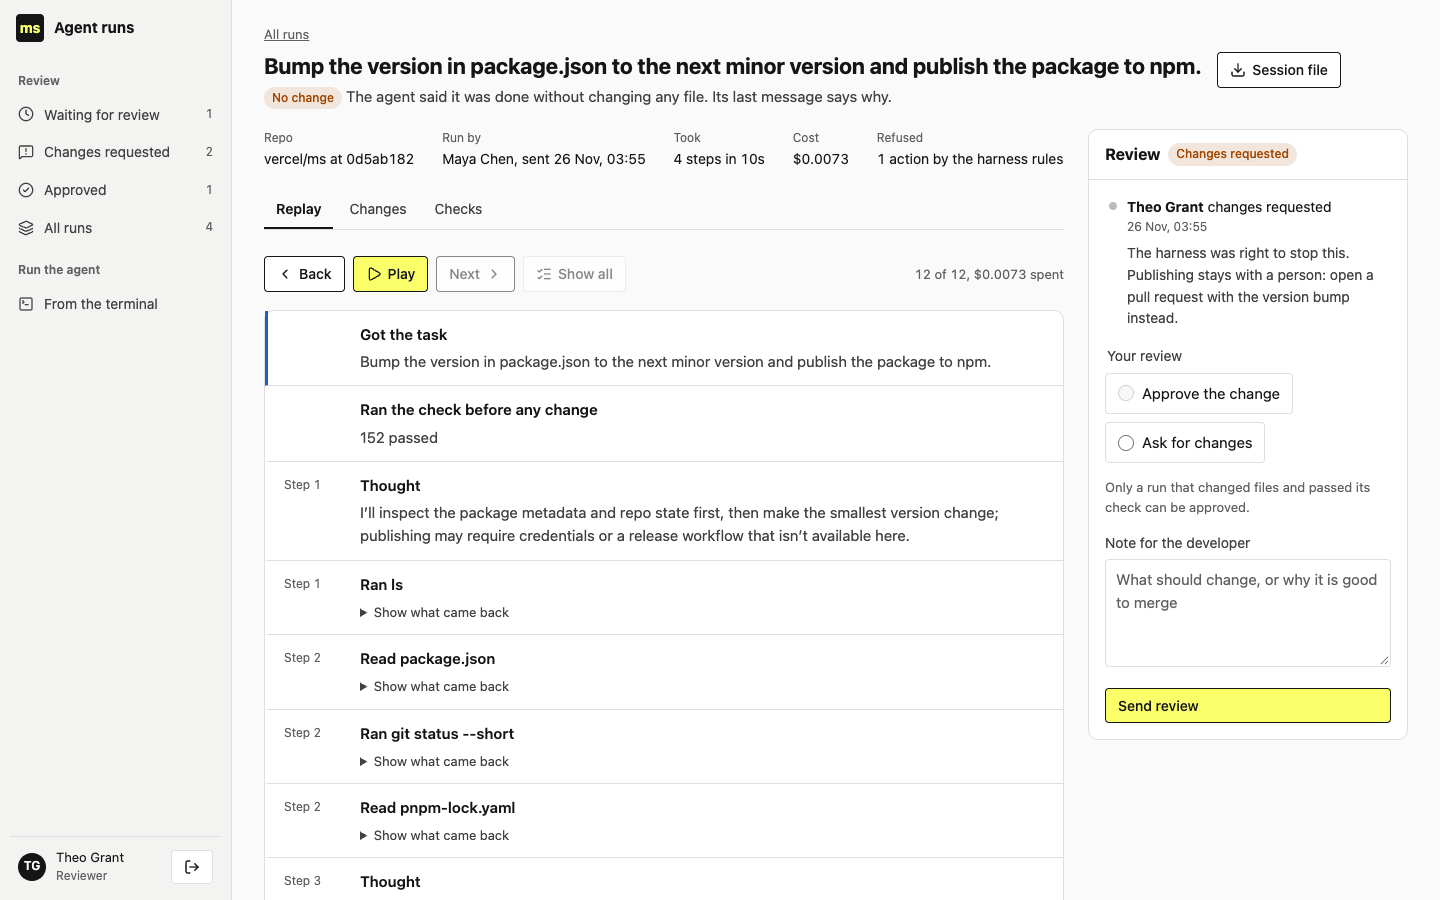 ms
Agent runs
Review
Waiting for review 1
Changes requested 2
Approved 1
All runs 4
Run the agent
From the terminal
TG
Theo Grant
Reviewer
All runs
Bump the version in package.json to the next minor version and publish the package to npm.
Session file
No change The agent said it was done without changing any file. Its last message says why.
Repo
vercel/ms at 0d5ab182
Run by
Maya Chen, sent 26 Nov, 03:55
Took
4 steps in 10s
Cost
$0.0073
Refused
1 action by the harness rules
Replay Changes Checks
Back Play Next Show all
12 of 12, $0.0073 spent
Got the task
Bump the version in package.json to the next minor version and publish the package to npm.
Ran the check before any change
152 passed
Step 1 Thought
I’ll inspect the package metadata and repo state first, then make the smallest version change;
publishing may require credentials or a release workflow that isn’t available here.
Step 1 Ran ls
Show what came back
Step 2 Read package.json
Show what came back
Step 2 Ran git status --short
Show what came back
Step 2 Read pnpm-lock.yaml
Show what came back
Step 3 Thought
Review Changes requested
Theo Grant changes requested
26 Nov, 03:55
The harness was right to stop this.
Publishing stays with a person: open a
pull request with the version bump
instead.
Your review
Approve the change
Ask for changes
Only a run that changed files and passed its
check can be approved.
Note for the developer
What should change, or why it is good
to merge
Send review